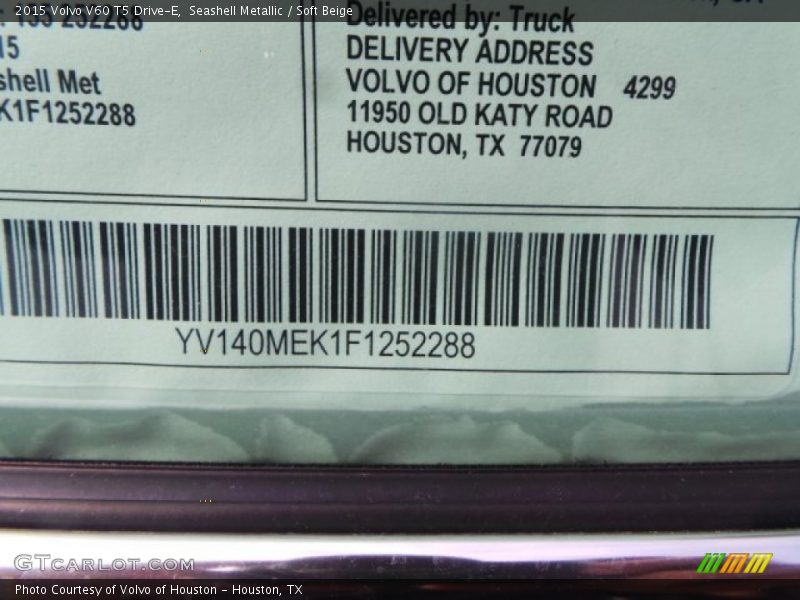 2015 Volvo V60 T5 Drive-E, Seashell Metallic / Soft Beige
252288
15
shell Met
K1F1252288
Delivered by: Truck
DELIVERY ADDRESS
VOLVO OF HOUSTON 4299
11950 OLD KATY ROAD
HOUSTON, TX 77079
YV140MEK1F1252288
GTCARLOT.COM
Photo Courtesy of Volvo of Houston - Houston, TX